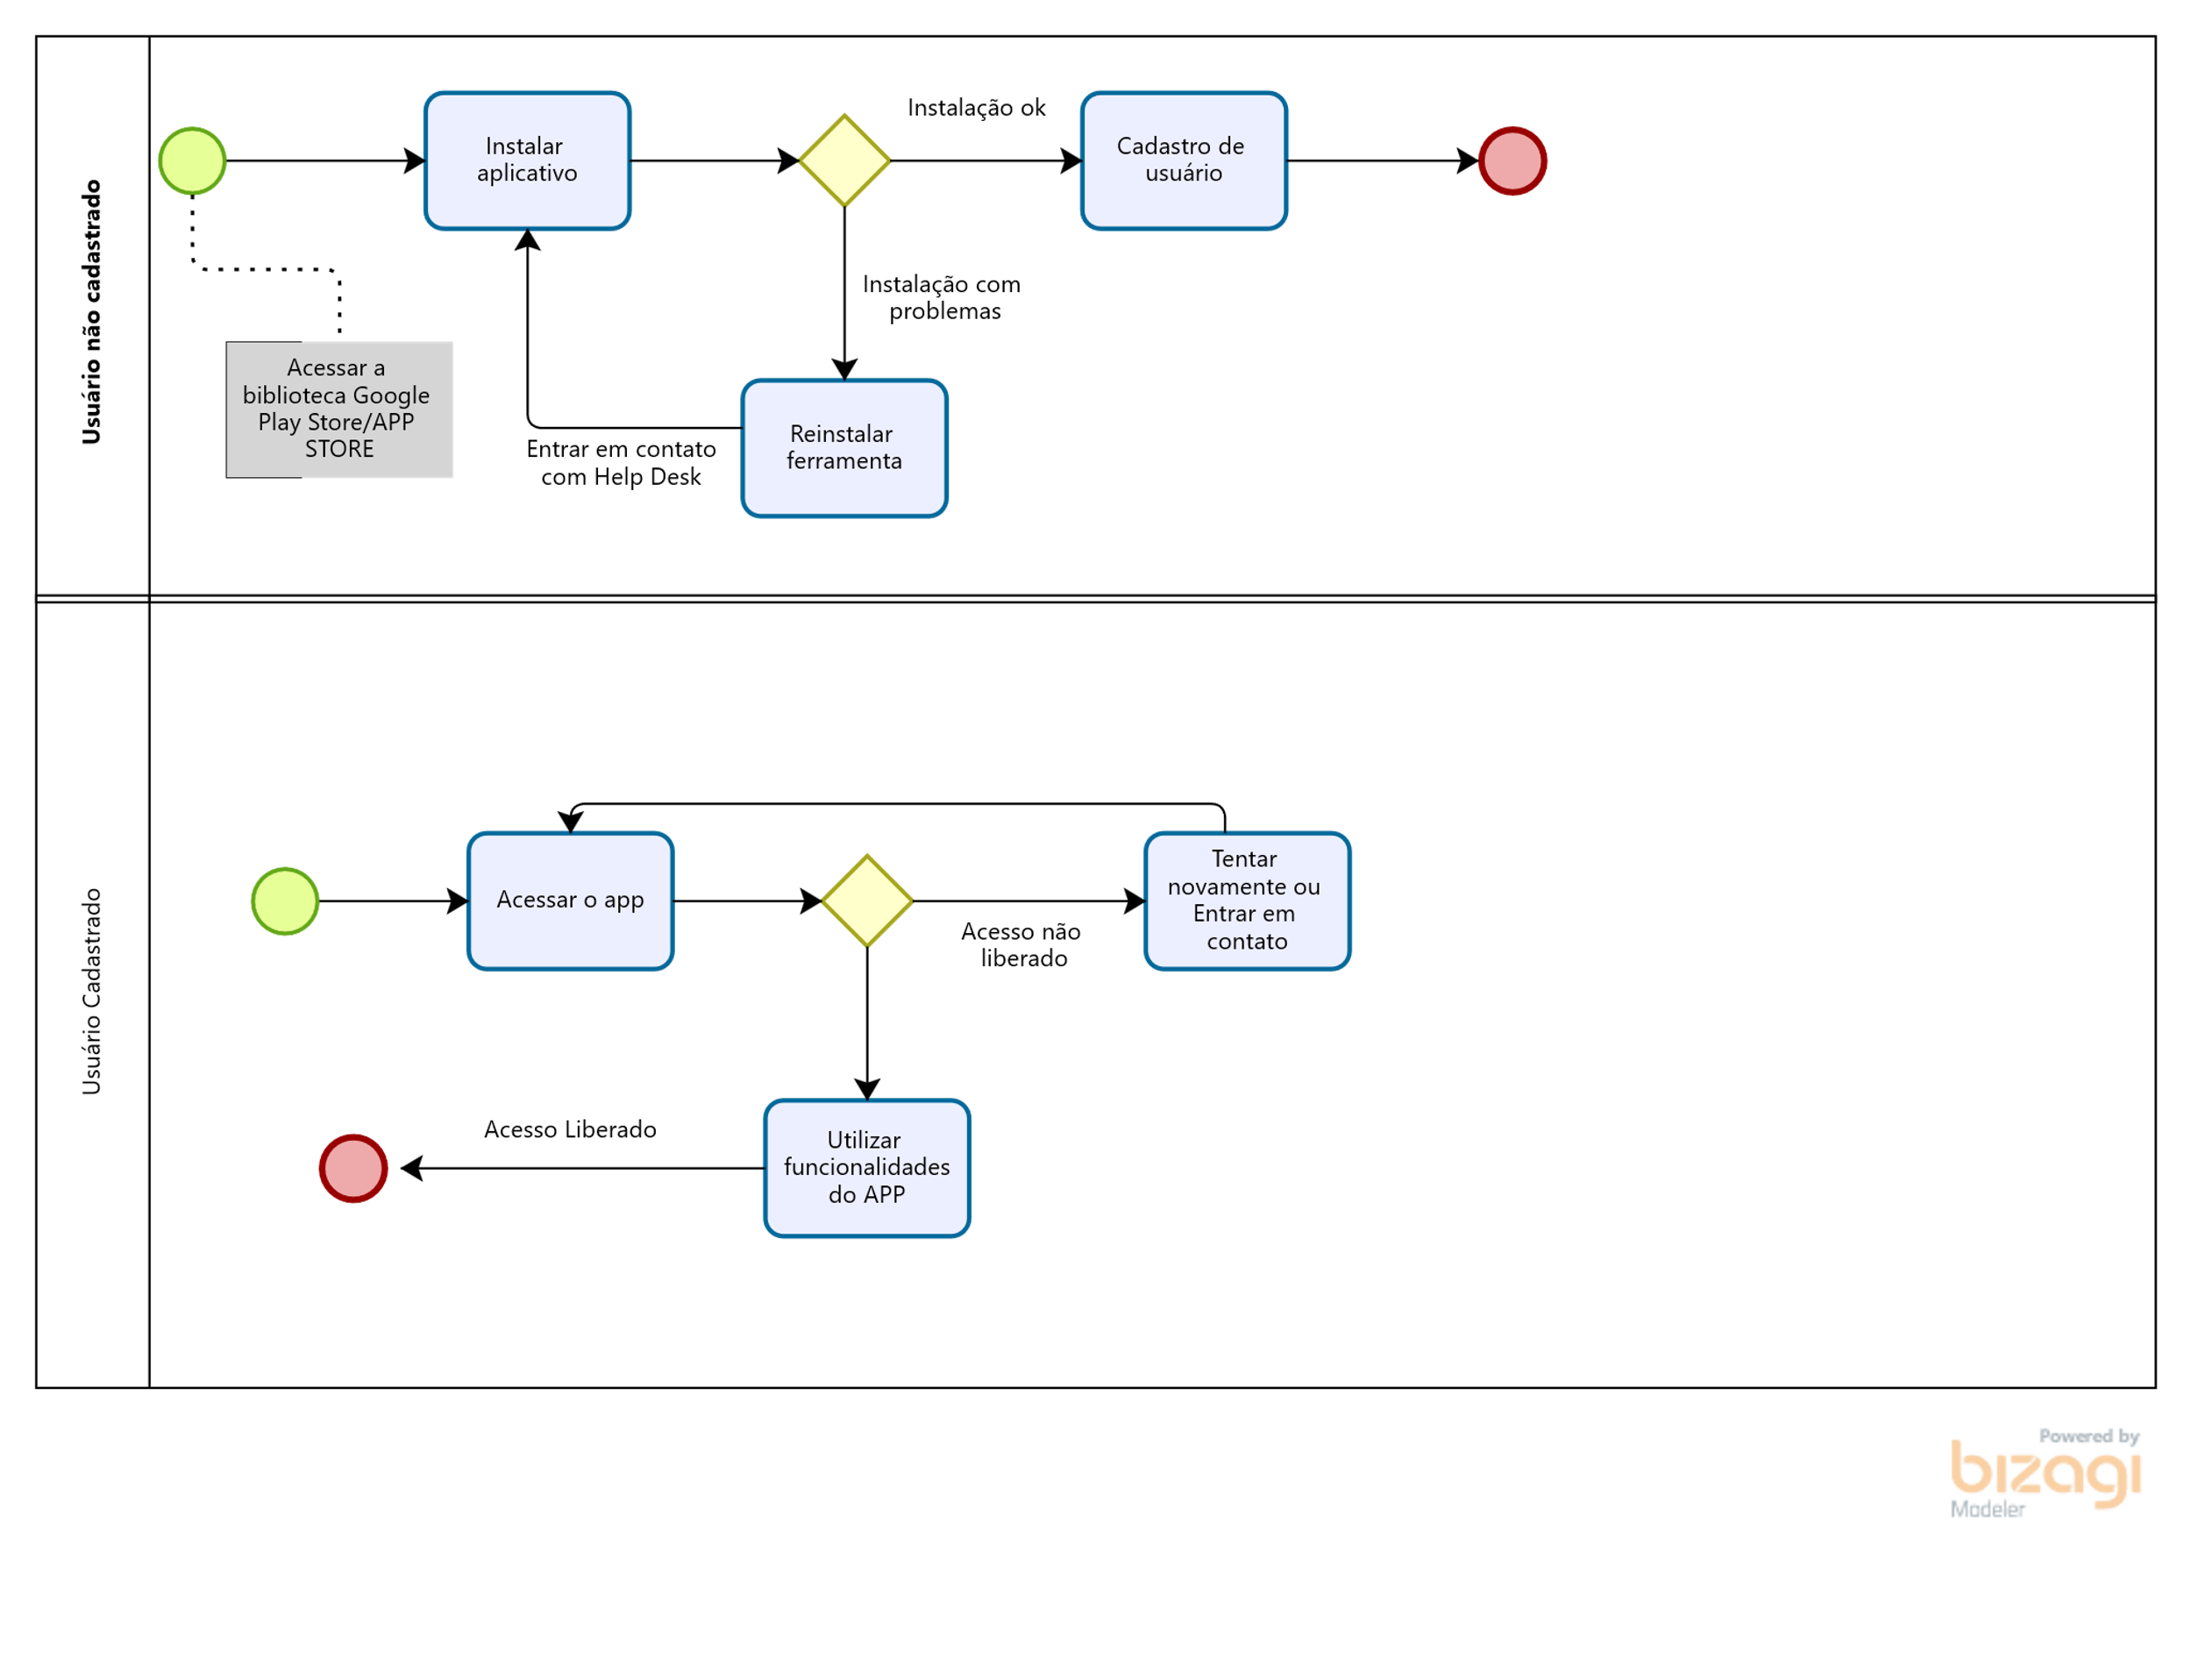 Usuário não cadastrado
Instalar
aplicativo
Instalação ok
Cadastro de
usuário
Instalação com
problemas
Acessar a
biblioteca Google
Play Store/APP
STORE
Reinstalar
ferramenta
Entrar em contato
com Help Desk
Usuário Cadastrado
Acessar o app
Acesso não
liberado
Tentar
novamente ou
Entrar em
contato
Acesso Liberado
Utilizar
funcionalidades
do APP
Powered by
bizagi
Modeler